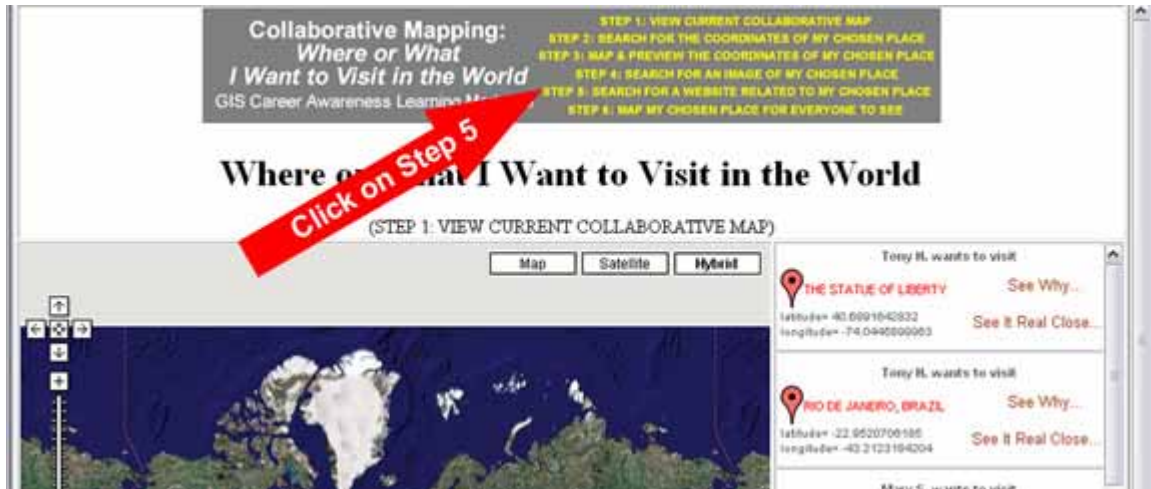 Collaborative Mapping:
Where or What
I Want to Visit in the World
GIS Career Awareness Learning
STEP 1: VIEW CURRENT COLLABORATIVE MAP
STEP 2: SEARCH FOR THE COORDINATES OF MY CHOSEN PLACE
STEP 3: MAP & PREVIEW THE COORDINATES OF MY CHOSEN PLACE
STEP 4: SEARCH FOR AN IMAGE OF MY CHOSEN PLACE
STEP 5: SEARCH FOR A WEBSITE RELATED TO MY CHOSEN PLACE
STEP 6: MAP MY CHOSEN PLACE FOR EVERYONE TO SEE
Click on Step 5
Where or What I Want to Visit in the World
(STEP 1: VIEW CURRENT COLLABORATIVE MAP)
Map Satellite Hybrid
Tony H. wants to visit
THE STATUE OF LIBERTY See Why...
latitude= 40.6891642832
longitude= -74.0446899963
See It Real Close...
Tony H. wants to visit
RIO DE JANEIRO, BRAZIL See Why...
latitude= -22.9520706185
longitude= -43.2123184204
See It Real Close...
Mary S. wants to visit